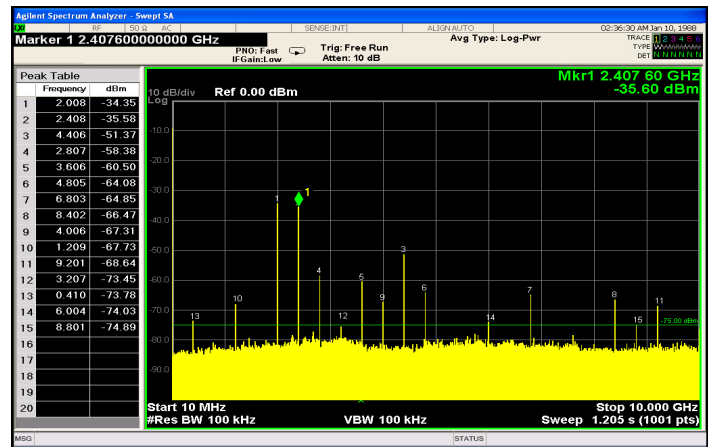 Agilent Spectrum Analyzer - Swept SA
RF 50 Ω AC SENSE:INT ALIGN AUTO 02:36:30 AM Jan 10, 1988
Marker 1 2.407600000000 GHz
PNO: Fast
IFGain:Low
Trig: Free Run
Atten: 10 dB
Avg Type: Log-Pwr
TRACE 1 2 3 4 5 6
TYPE
DET N N N N N N
Peak Table
Frequency dBm
1 2.008 -34.35
2 2.408 -35.58
3 4.406 -51.37
4 2.807 -58.38
5 3.606 -60.50
6 4.805 -64.08
7 6.803 -64.85
8 8.402 -66.47
9 4.006 -67.31
10 1.209 -67.73
11 9.201 -68.64
12 3.207 -73.45
13 0.410 -73.78
14 6.004 -74.03
15 8.801 -74.89
16
17
18
19
20
Mkr1 2.407 60 GHz
-35.60 dBm
10 dB/div Ref 0.00 dBm
Log
-10.0
-20.0
-30.0
-40.0
-50.0
-60.0
-70.0
-80.0
-90.0
1
1
3
4
5
6
7
8
9
10
11
12
13
14
15
-75.00 dBm
Start 10 MHz Stop 10.000 GHz
#Res BW 100 kHz VBW 100 kHz Sweep 1.205 s (1001 pts)
MSG STATUS